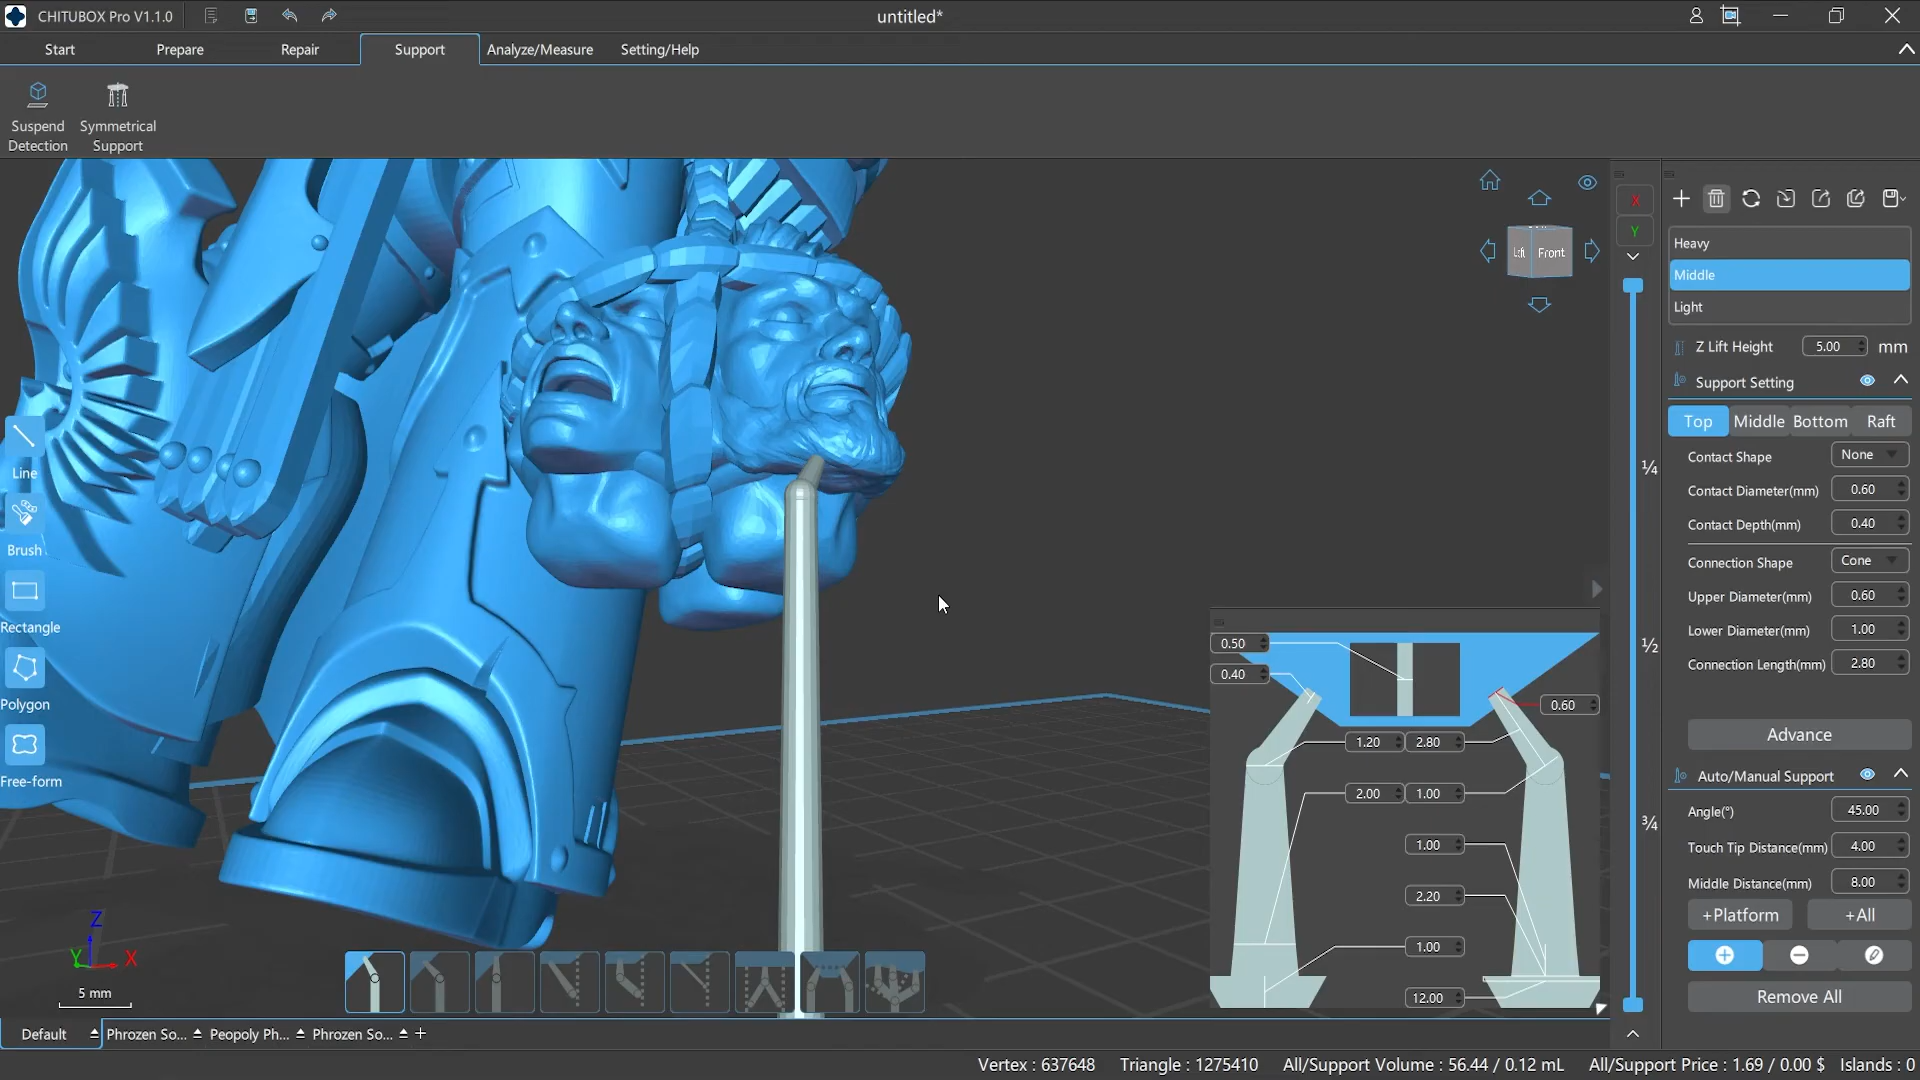 CHITUBOX Pro V1.1.0
untitled*
Start Prepare Repair Support Analyze/Measure Setting/Help
Suspend Detection
Symmetrical Support
Line
Brush
Rectangle
Polygon
Free-form
Left Front
X
Y
1/4
1/2
3/4
Heavy
Middle
Light
Z Lift Height 5.00 mm
Support Setting
Top Middle Bottom Raft
Contact Shape None
Contact Diameter(mm) 0.60
Contact Depth(mm) 0.40
Connection Shape Cone
Upper Diameter(mm) 0.60
Lower Diameter(mm) 1.00
Connection Length(mm) 2.80
Advance
Auto/Manual Support
Angle(°) 45.00
Touch Tip Distance(mm) 4.00
Middle Distance(mm) 8.00
+Platform +All
Remove All
0.50
0.40
0.60
1.20 2.80
2.00 1.00
1.00
2.20
1.00
12.00
Z
Y X
5 mm
Default Phrozen So... Peopoly Ph... Phrozen So... +
Vertex : 637648 Triangle : 1275410 All/Support Volume : 56.44 / 0.12 mL All/Support Price : 1.69 / 0.00 $ Islands : 0